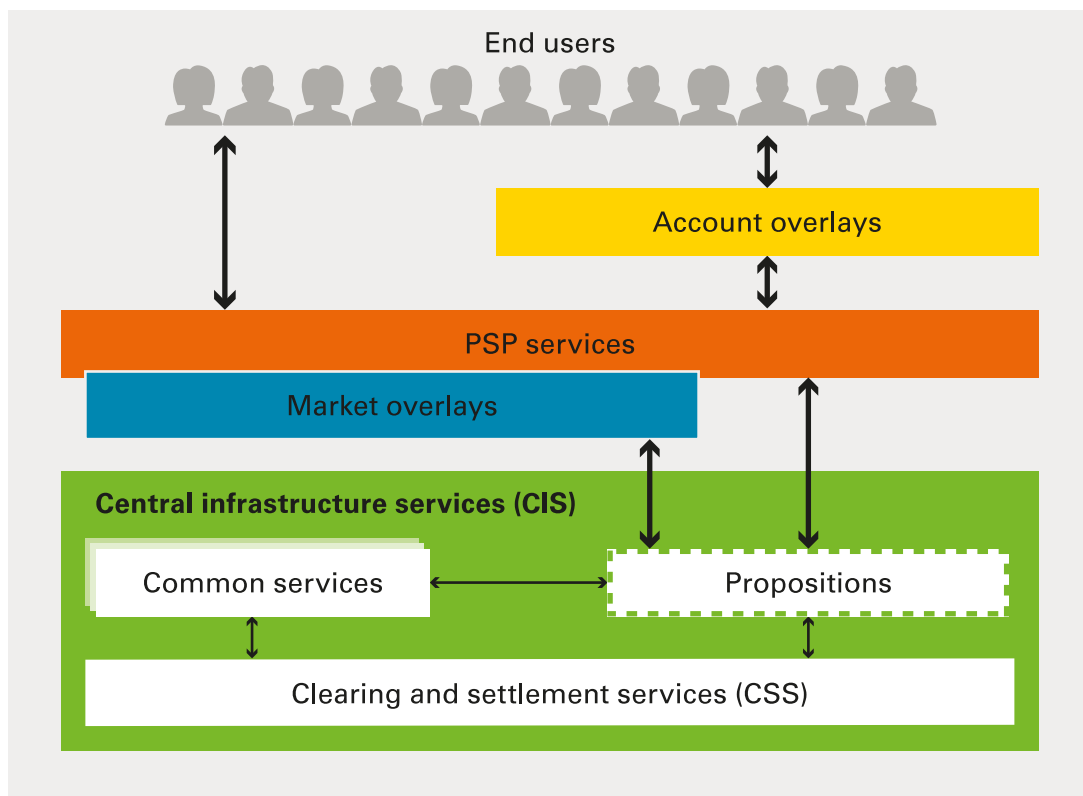 End users
Account overlays
PSP services
Market overlays
Central infrastructure services (CIS)
Common services
Propositions
Clearing and settlement services (CSS)